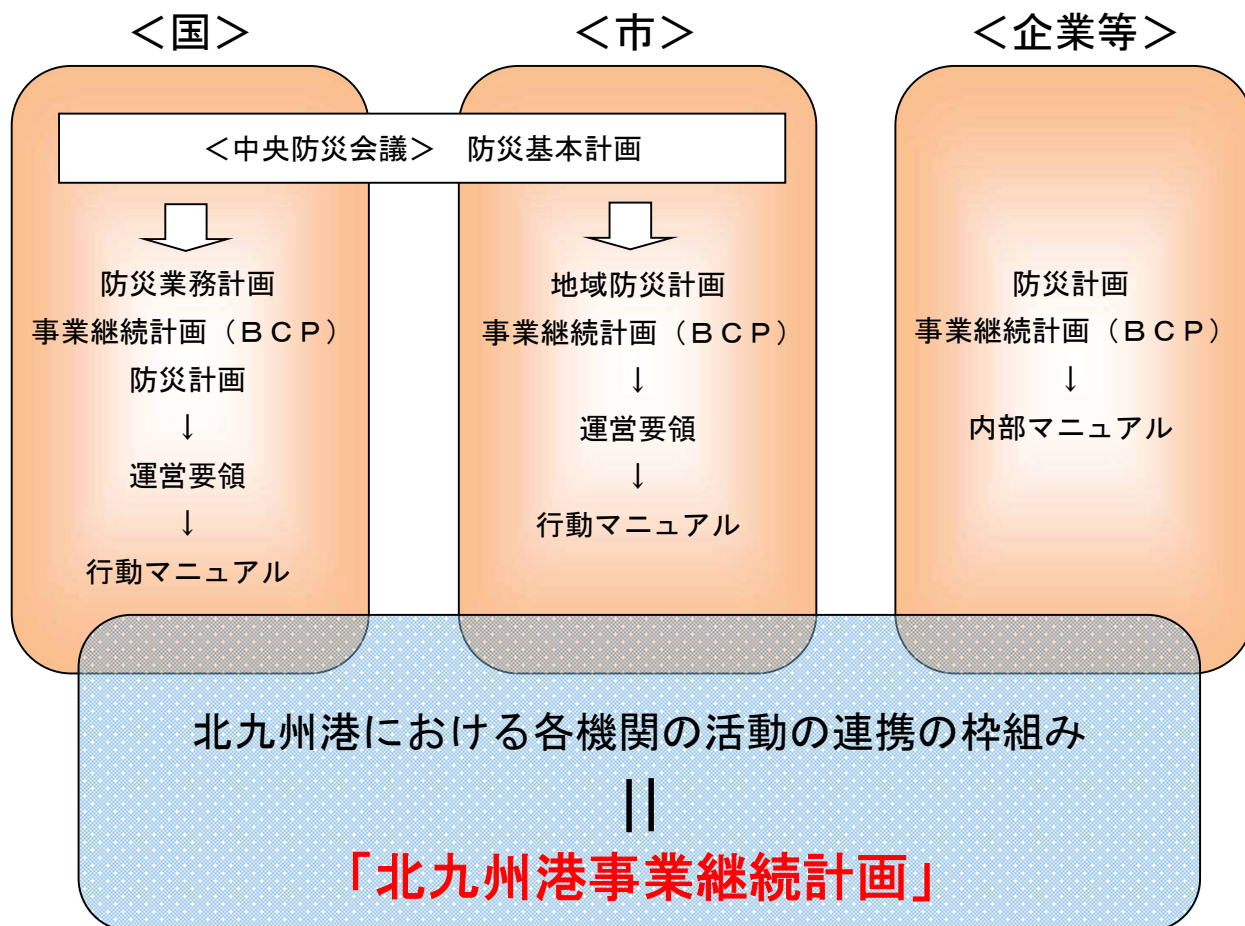 ＜国＞
＜市＞
＜企業等＞
＜中央防災会議＞　防災基本計画
防災業務計画
事業継続計画（ＢＣＰ）
防災計画
↓
運営要領
↓
行動マニュアル
地域防災計画
事業継続計画（ＢＣＰ）
↓
運営要領
↓
行動マニュアル
防災計画
事業継続計画（ＢＣＰ）
↓
内部マニュアル
北九州港における各機関の活動の連携の枠組み
||
「北九州港事業継続計画」